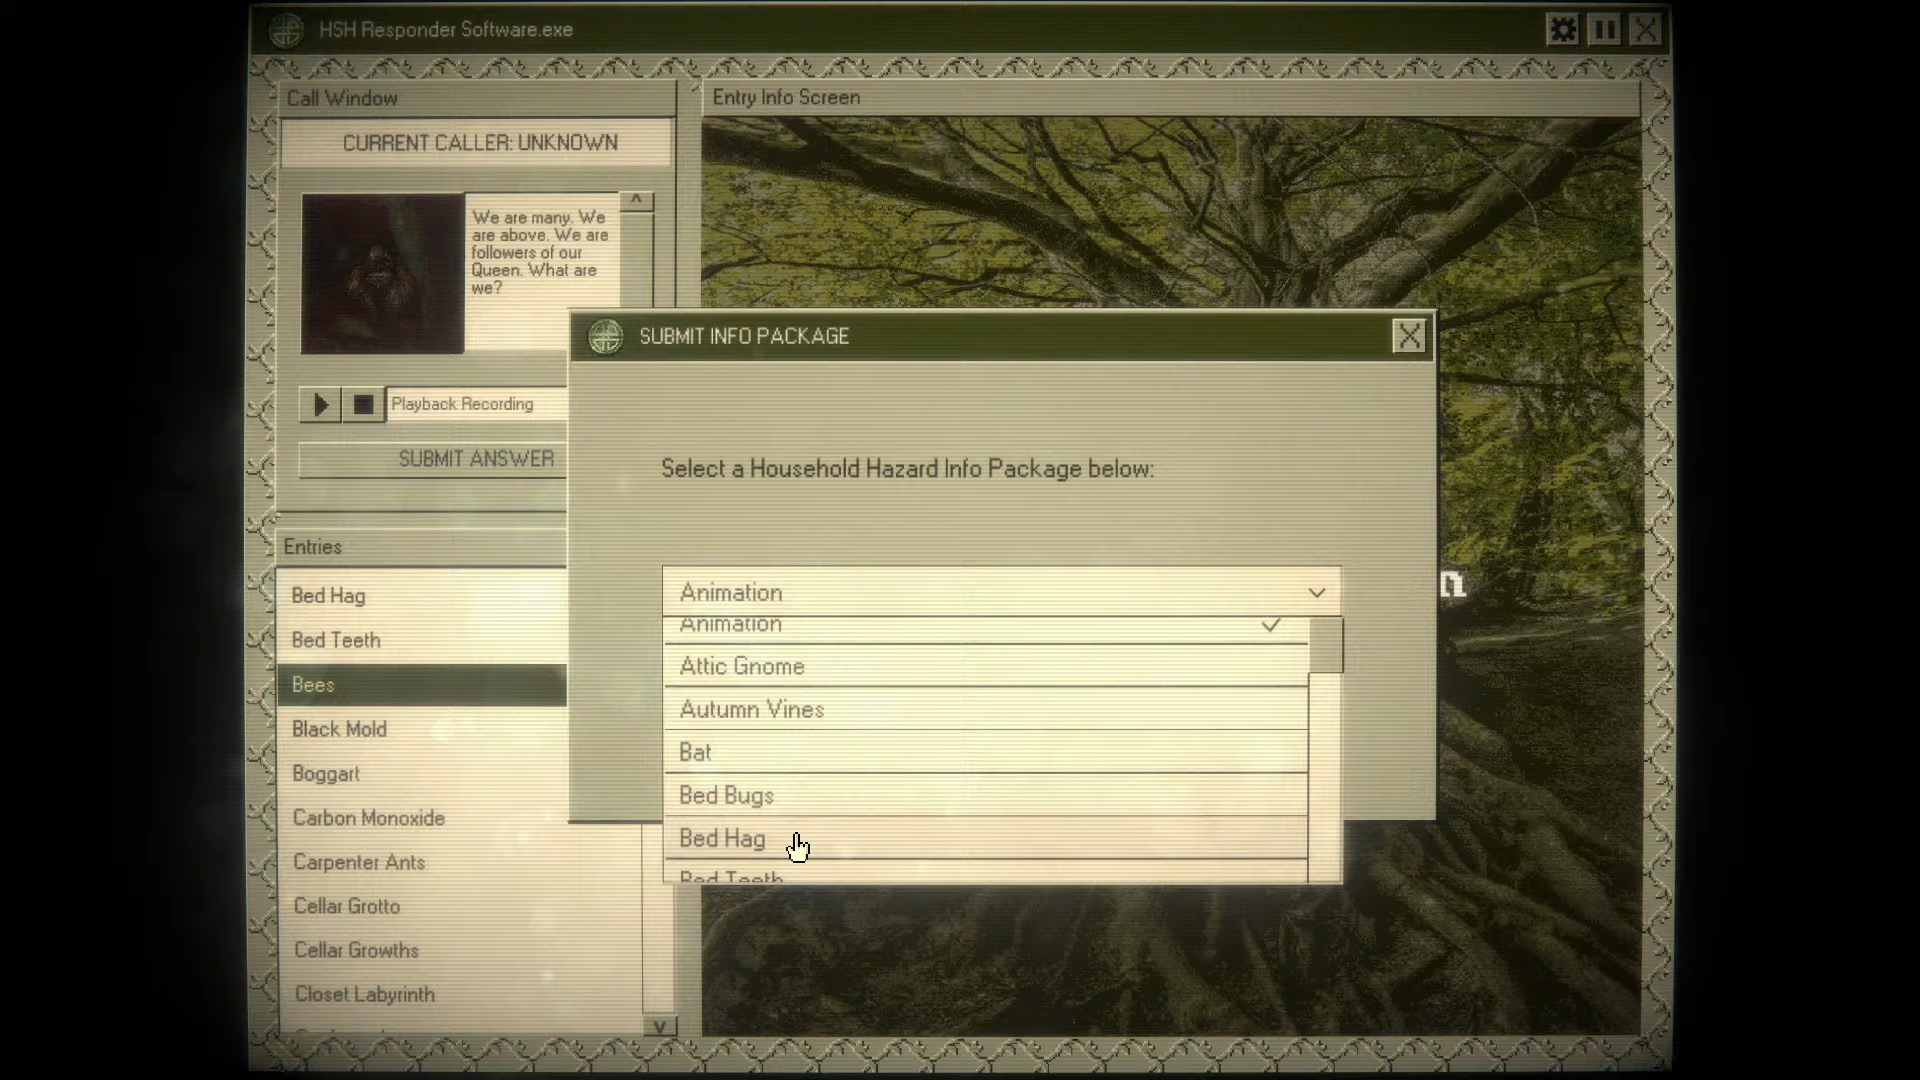 HSH Responder Software.exe
Call Window
CURRENT CALLER: UNKNOWN
We are many. We
are above. We are
followers of our
Queen. What are
we?
Playback Recording
SUBMIT ANSWER
Entries
Bed Hag
Bed Teeth
Bees
Black Mold
Boggart
Carbon Monoxide
Carpenter Ants
Cellar Grotto
Cellar Growths
Closet Labyrinth
Entry Info Screen
n
SUBMIT INFO PACKAGE
Select a Household Hazard Info Package below:
Animation
Animation
Attic Gnome
Autumn Vines
Bat
Bed Bugs
Bed Hag
Bed Teeth